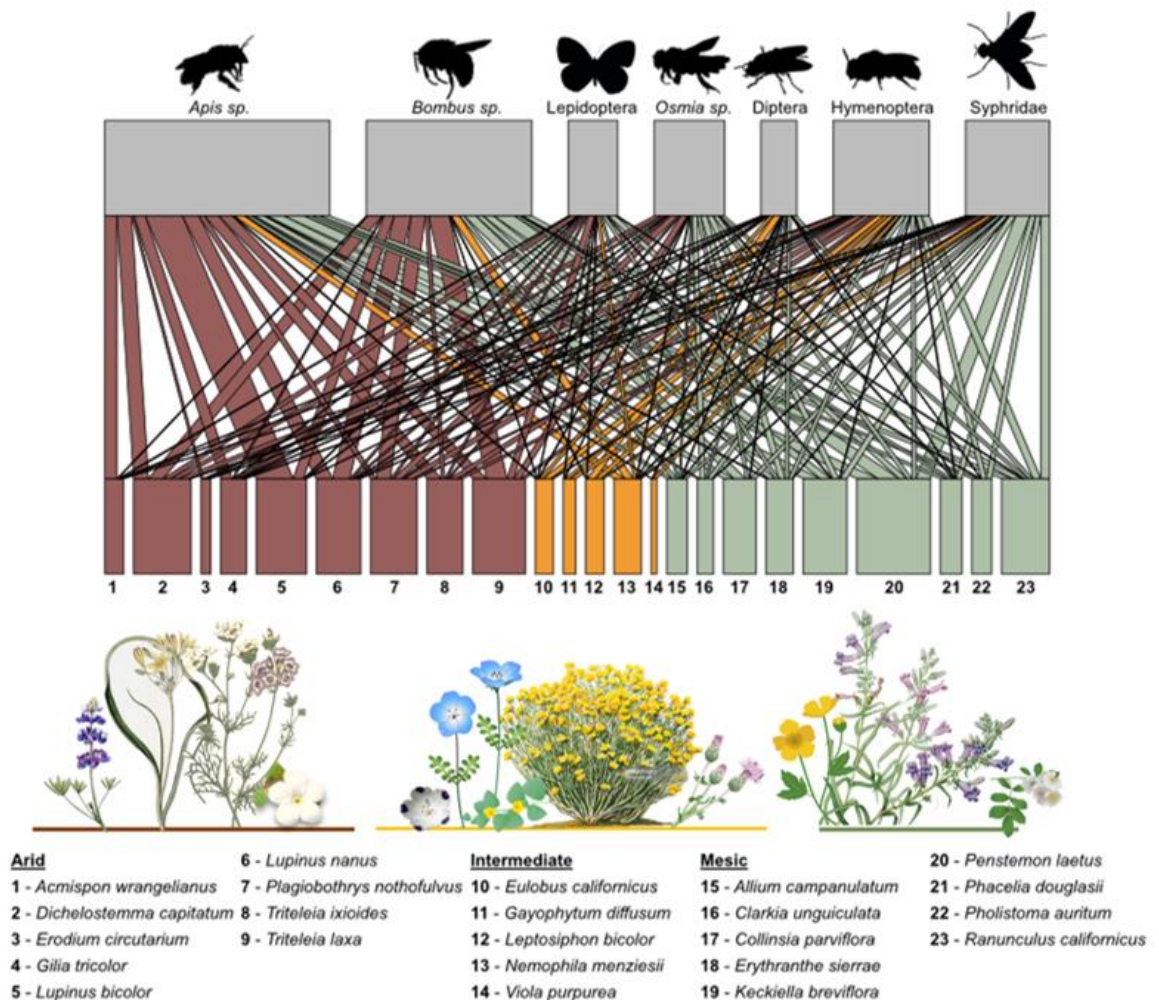 Apis sp. Bombus sp. Lepidoptera Osmia sp. Diptera Hymenoptera Syphridae
1 2 3 4 5 6 7 8 9 10 11 12 13 14 15 16 17 18 19 20 21 22 23
Arid
1 - Acmispon wrangelianus
2 - Dichelostemma capitatum
3 - Erodium circutarium
4 - Gilia tricolor
5 - Lupinus bicolor
6 - Lupinus nanus
7 - Plagiobothrys nothofulvus
8 - Triteleia ixioides
9 - Triteleia laxa
Intermediate
10 - Eulobus californicus
11 - Gayophytum diffusum
12 - Leptosiphon bicolor
13 - Nemophila menziesii
14 - Viola purpurea
Mesic
15 - Allium campanulatum
16 - Clarkia unguiculata
17 - Collinsia parviflora
18 - Erythranthe sierrae
19 - Keckiella breviflora
20 - Penstemon laetus
21 - Phacelia douglasii
22 - Pholistoma auritum
23 - Ranunculus californicus